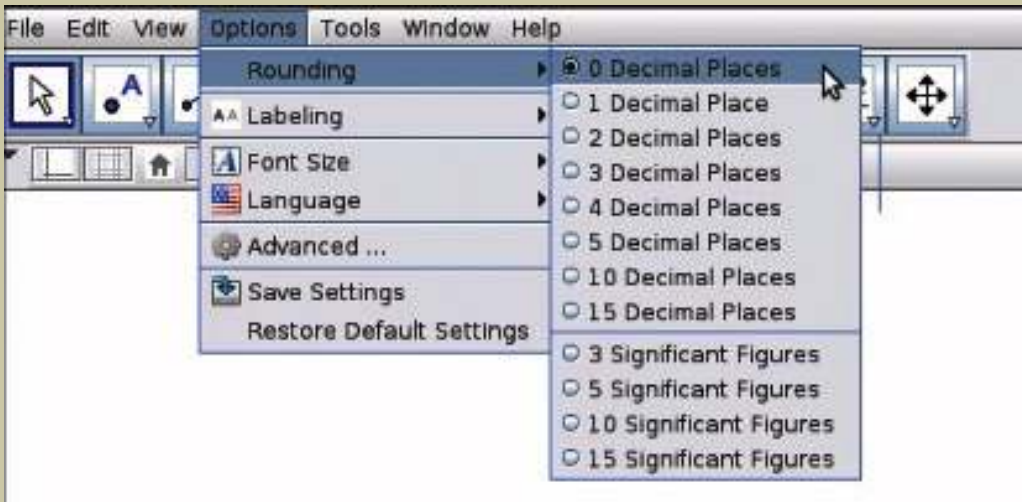 File Edit View Options Tools Window Help
A
Rounding
AA Labeling
A Font Size
Language
Advanced ...
Save Settings
Restore Default Settings
0 Decimal Places
1 Decimal Place
2 Decimal Places
3 Decimal Places
4 Decimal Places
5 Decimal Places
10 Decimal Places
15 Decimal Places
3 Significant Figures
5 Significant Figures
10 Significant Figures
15 Significant Figures